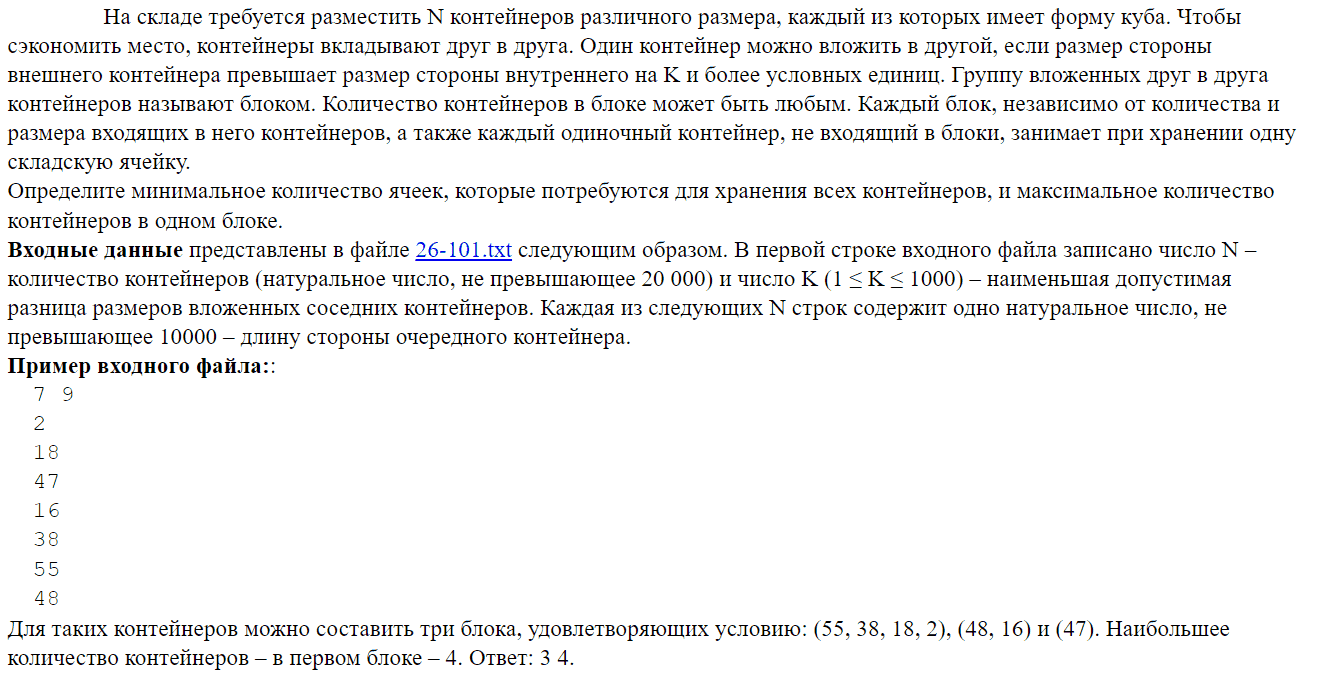 На складе требуется разместить N контейнеров различного размера, каждый из которых имеет форму куба. Чтобы
сэкономить место, контейнеры вкладывают друг в друга. Один контейнер можно вложить в другой, если размер стороны
внешнего контейнера превышает размер стороны внутреннего на K и более условных единиц. Группу вложенных друг в друга
контейнеров называют блоком. Количество контейнеров в блоке может быть любым. Каждый блок, независимо от количества и
размера входящих в него контейнеров, а также каждый одиночный контейнер, не входящий в блоки, занимает при хранении одну
складскую ячейку.
Определите минимальное количество ячеек, которые потребуются для хранения всех контейнеров, и максимальное количество
контейнеров в одном блоке.
Входные данные представлены в файле 26-101.txt следующим образом. В первой строке входного файла записано число N –
количество контейнеров (натуральное число, не превышающее 20 000) и число K (1 ≤ K ≤ 1000) – наименьшая допустимая
разница размеров вложенных соседних контейнеров. Каждая из следующих N строк содержит одно натуральное число, не
превышающее 10000 – длину стороны очередного контейнера.
Пример входного файла::
7 9
2
18
47
16
38
55
48
Для таких контейнеров можно составить три блока, удовлетворяющих условию: (55, 38, 18, 2), (48, 16) и (47). Наибольшее
количество контейнеров – в первом блоке – 4. Ответ: 3 4.